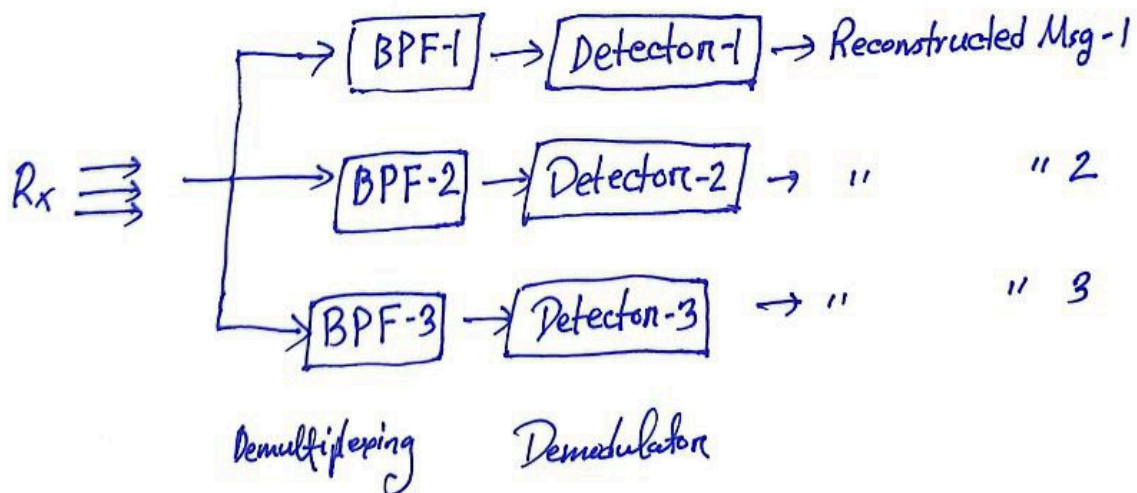 BPF-1 Detector-1 Reconstructed Msg-1
Rx BPF-2 Detector-2 " " 2
BPF-3 Detector-3 " " 3
Demultiplexing Demodulator